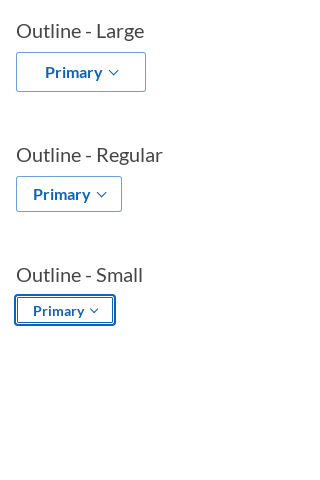 Outline - Large
Primary
Outline - Regular
Primary
Outline - Small
Primary